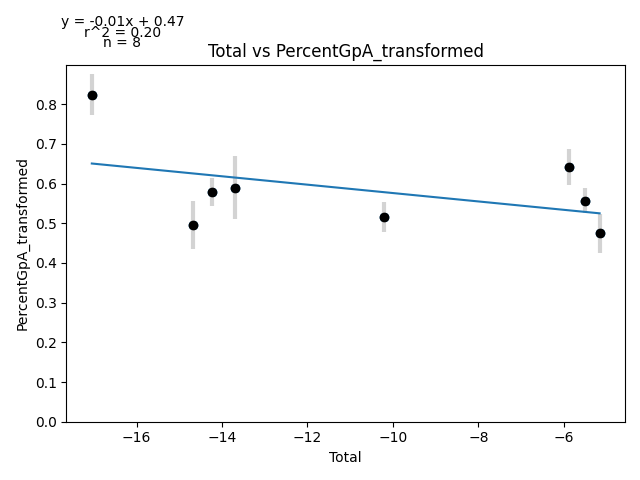 y = -0.01x + 0.47
r^2 = 0.20
n = 8
Total vs PercentGpA_transformed
PercentGpA_transformed
0.8
0.7
0.6
0.5
0.4
0.3
0.2
0.1
0.0
−16 −14 −12 −10 −8 −6
Total